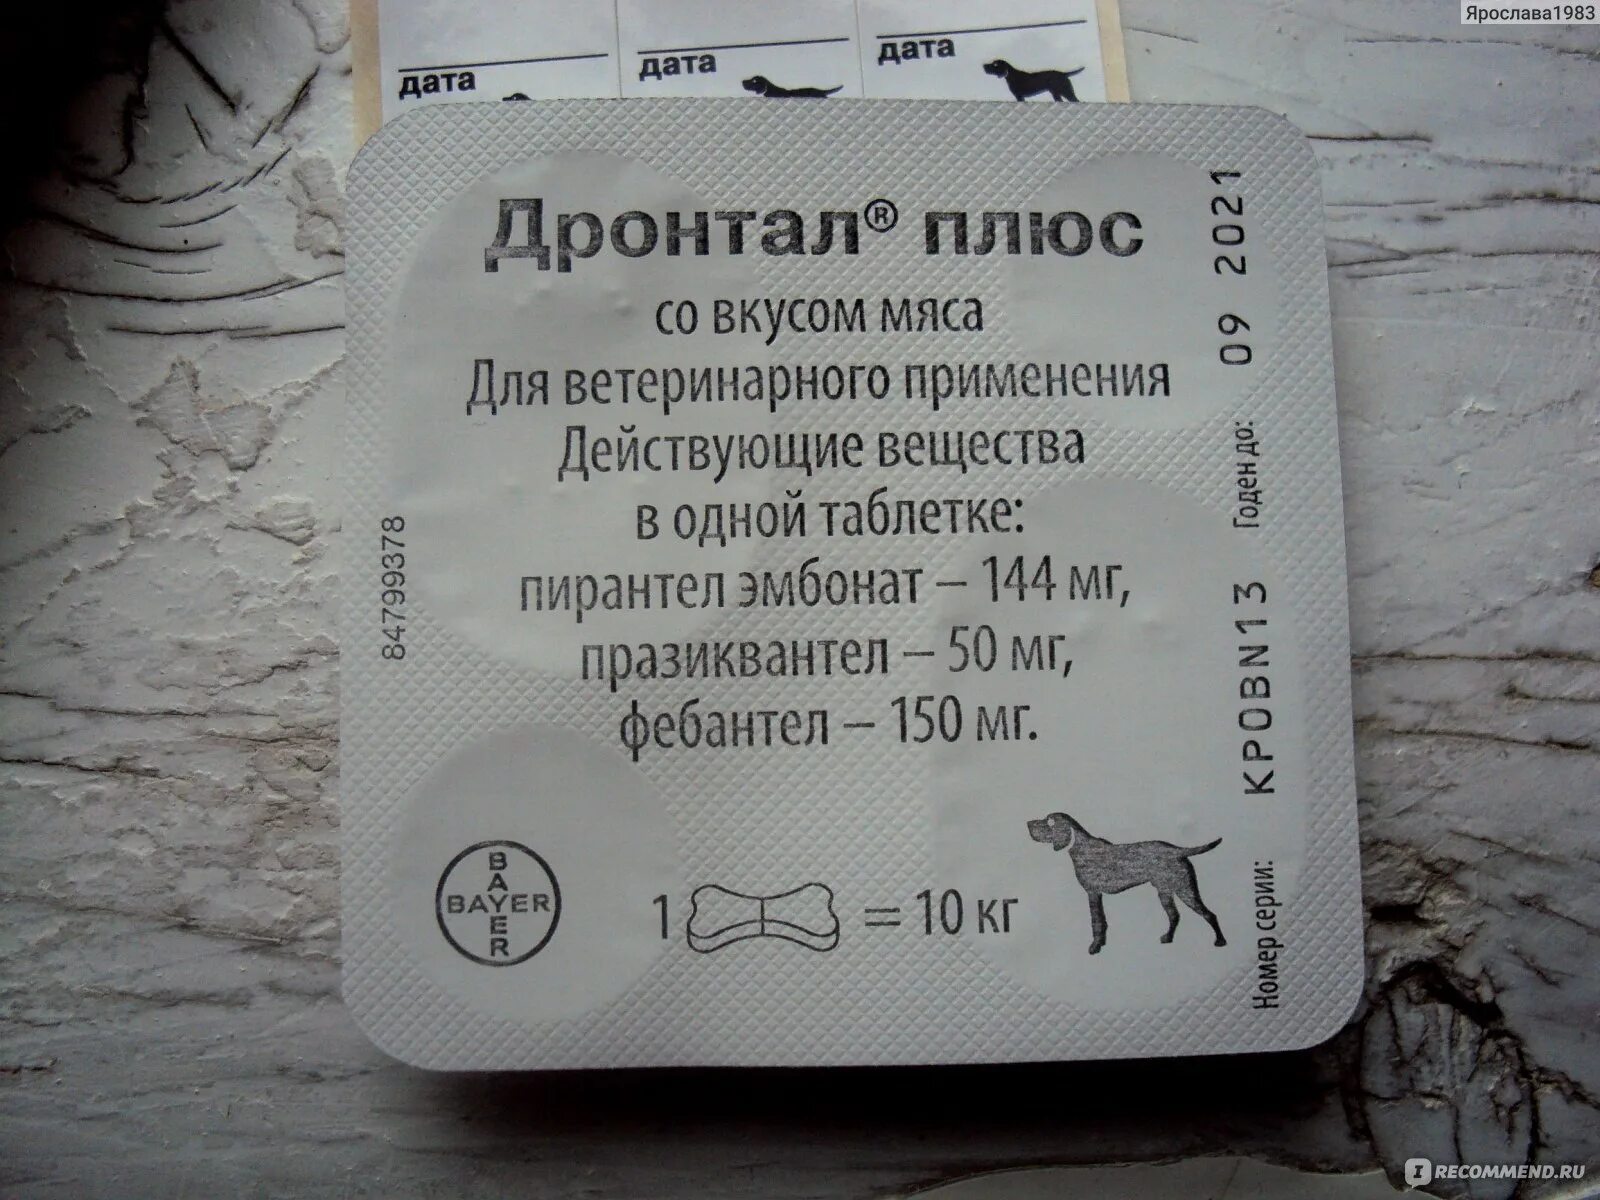 Ярослава1983
дата
дата
дата
Дронтал® плюс
со вкусом мяса
Для ветеринарного применения
Действующие вещества
в одной таблетке:
пирантел эмбонат – 144 мг,
празиквантел – 50 мг,
фебантел – 150 мг.
BAYER
BAYER
1 = 10 кг
84799378
Номер серии: KP0BN13 Годен до: 09 2021
IRECOMMEND.RU